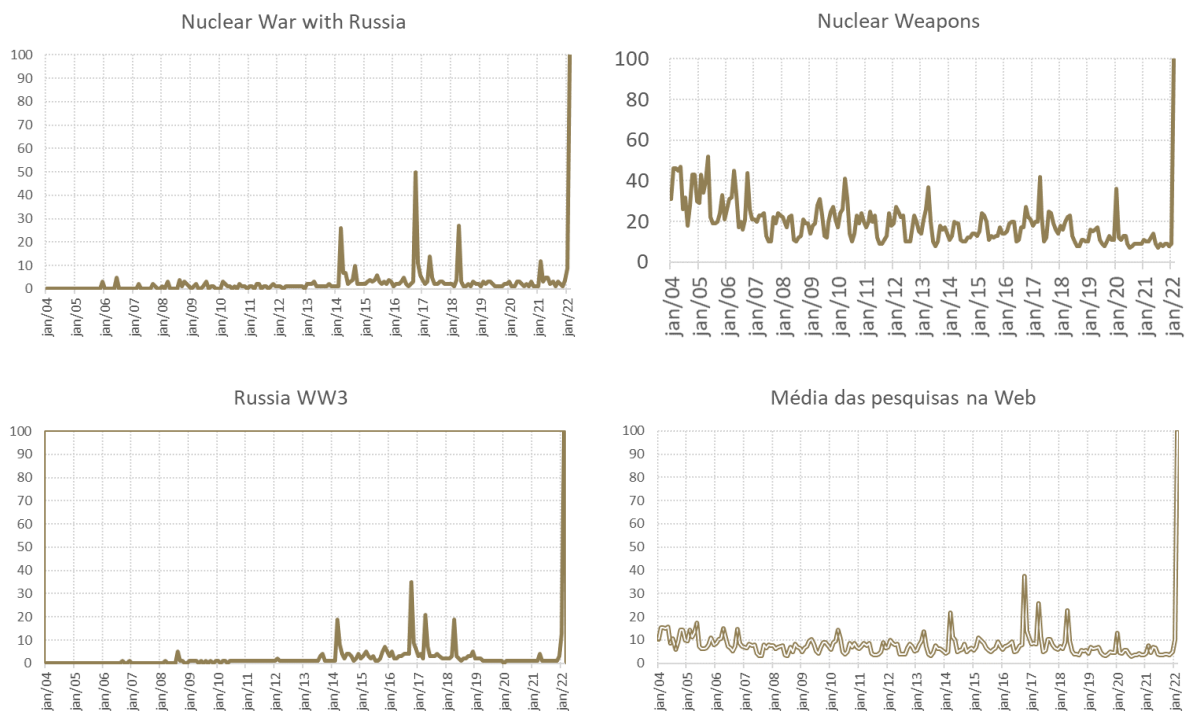 Nuclear War with Russia
100
90
80
70
60
50
40
30
20
10
0
jan/04
jan/05
jan/06
jan/07
jan/08
jan/09
jan/10
jan/11
jan/12
jan/13
jan/14
jan/15
jan/16
jan/17
jan/18
jan/19
jan/20
jan/21
jan/22
Nuclear Weapons
100
80
60
40
20
0
jan/04
jan/05
jan/06
jan/07
jan/08
jan/09
jan/10
jan/11
jan/12
jan/13
jan/14
jan/15
jan/16
jan/17
jan/18
jan/19
jan/20
jan/21
jan/22
Russia WW3
100
90
80
70
60
50
40
30
20
10
0
jan/04
jan/05
jan/06
jan/07
jan/08
jan/09
jan/10
jan/11
jan/12
jan/13
jan/14
jan/15
jan/16
jan/17
jan/18
jan/19
jan/20
jan/21
jan/22
Média das pesquisas na Web
100
90
80
70
60
50
40
30
20
10
0
jan/04
jan/05
jan/06
jan/07
jan/08
jan/09
jan/10
jan/11
jan/12
jan/13
jan/14
jan/15
jan/16
jan/17
jan/18
jan/19
jan/20
jan/21
jan/22